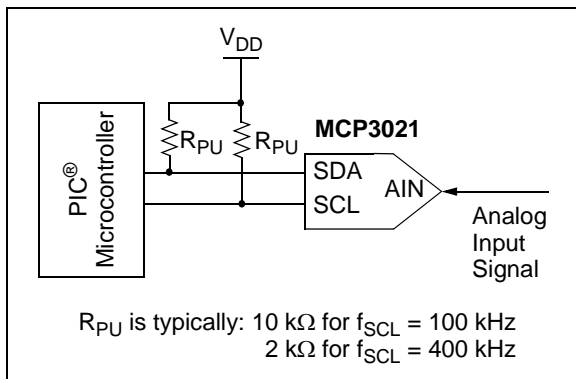 V_DD
R_PU
R_PU
MCP3021
PIC®
Microcontroller
SDA
SCL
AIN
Analog
Input
Signal
R_PU is typically: 10 kΩ for f_SCL = 100 kHz
2 kΩ for f_SCL = 400 kHz